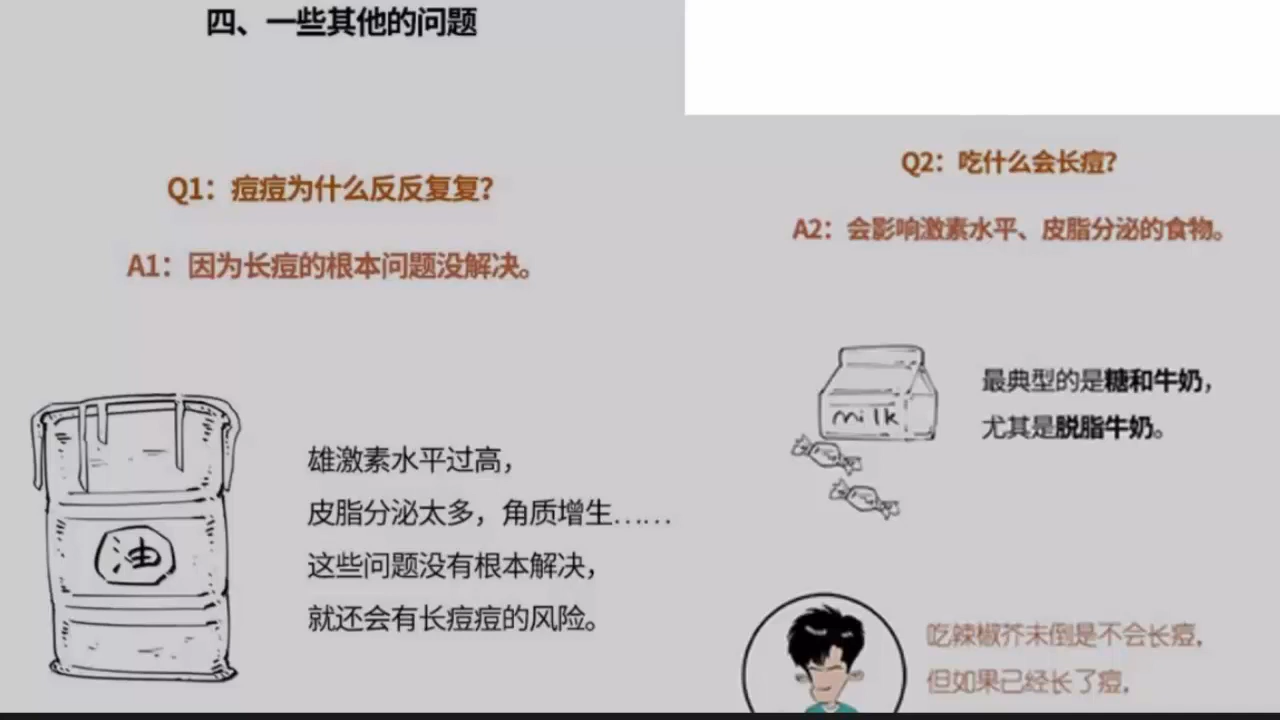 四、一些其他的问题
Q1：痘痘为什么反反复复？
A1：因为长痘的根本问题没解决。
油
雄激素水平过高，
皮脂分泌太多，角质增生……
这些问题没有根本解决，
就还会有长痘痘的风险。
Q2：吃什么会长痘？
A2：会影响激素水平、皮脂分泌的食物。
milk
最典型的是糖和牛奶，
尤其是脱脂牛奶。
吃辣椒芥末倒是不会长痘，
但如果已经长了痘，